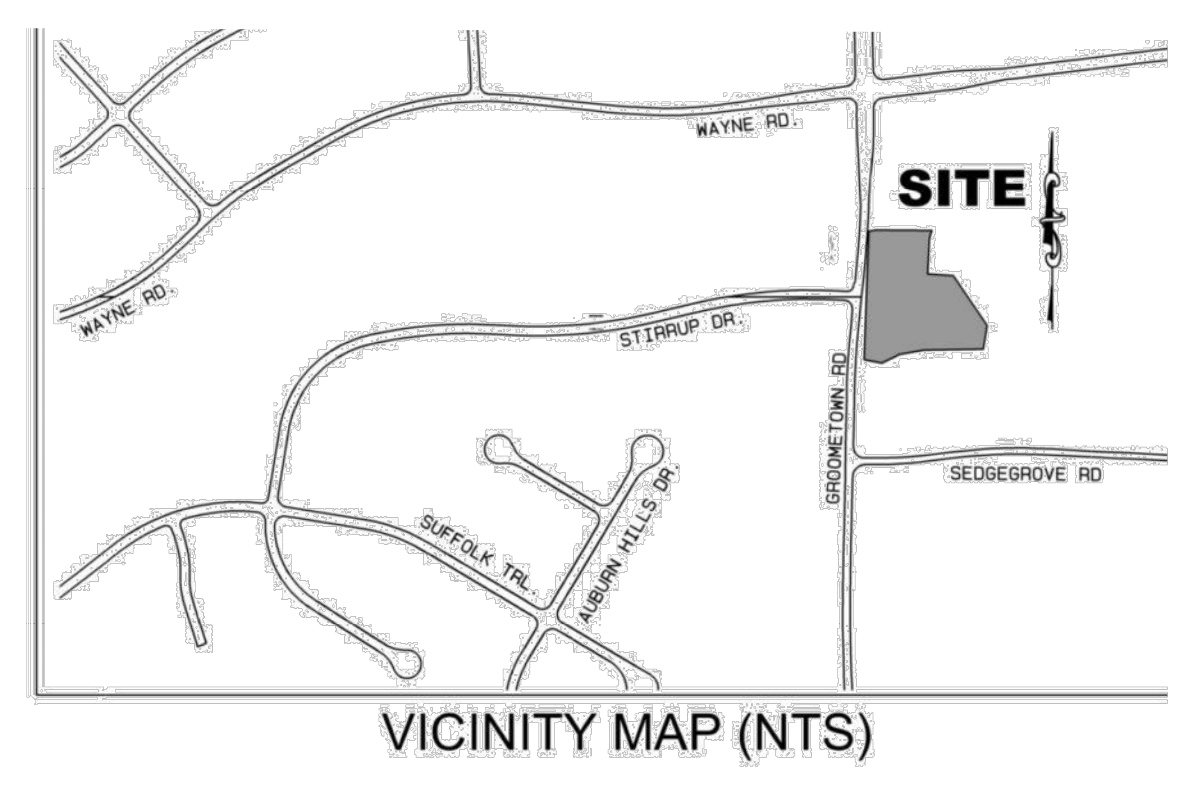 WAYNE RD.
SITE
WAYNE RD.
STIRRUP DR.
GROOMETOWN RD
SEDGEGROVE RD
SUFFOLK TRL.
AUBURN HILLS DR.
VICINITY MAP (NTS)